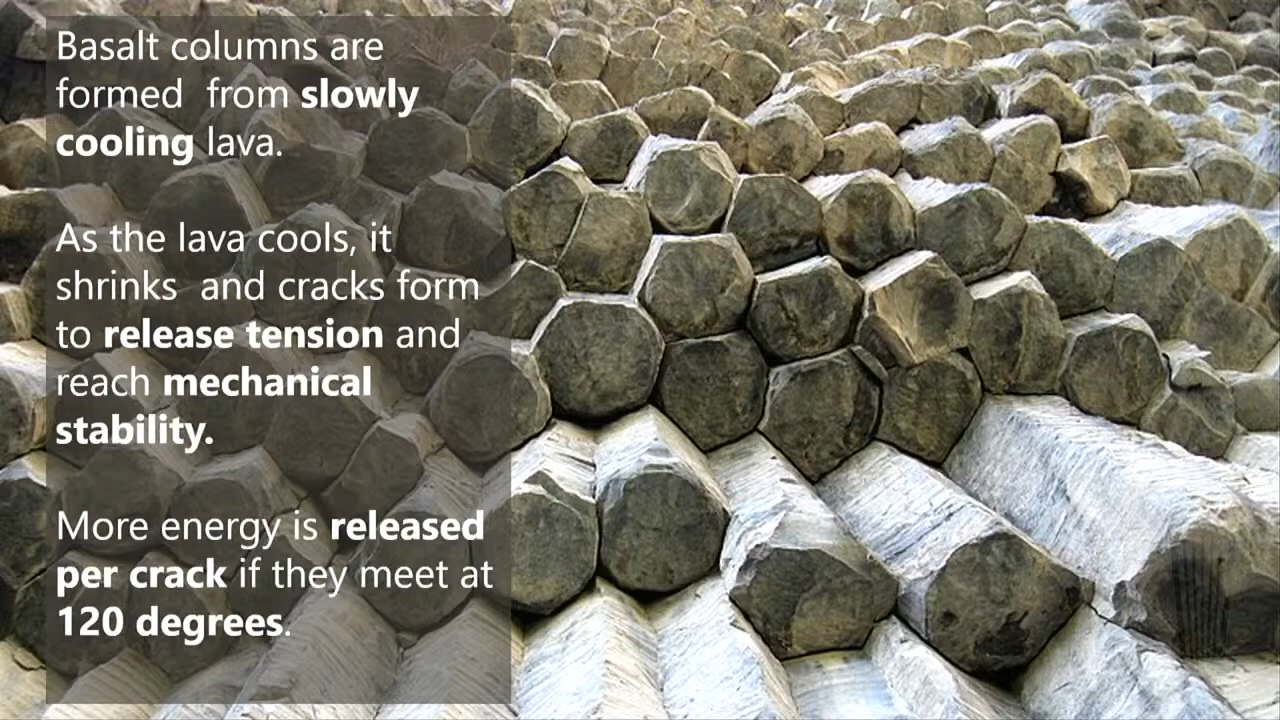 Basalt columns are
formed  from slowly
cooling lava.
As the lava cools, it
shrinks  and cracks form
to release tension and
reach mechanical
stability.
More energy is released
per crack if they meet at
120 degrees.